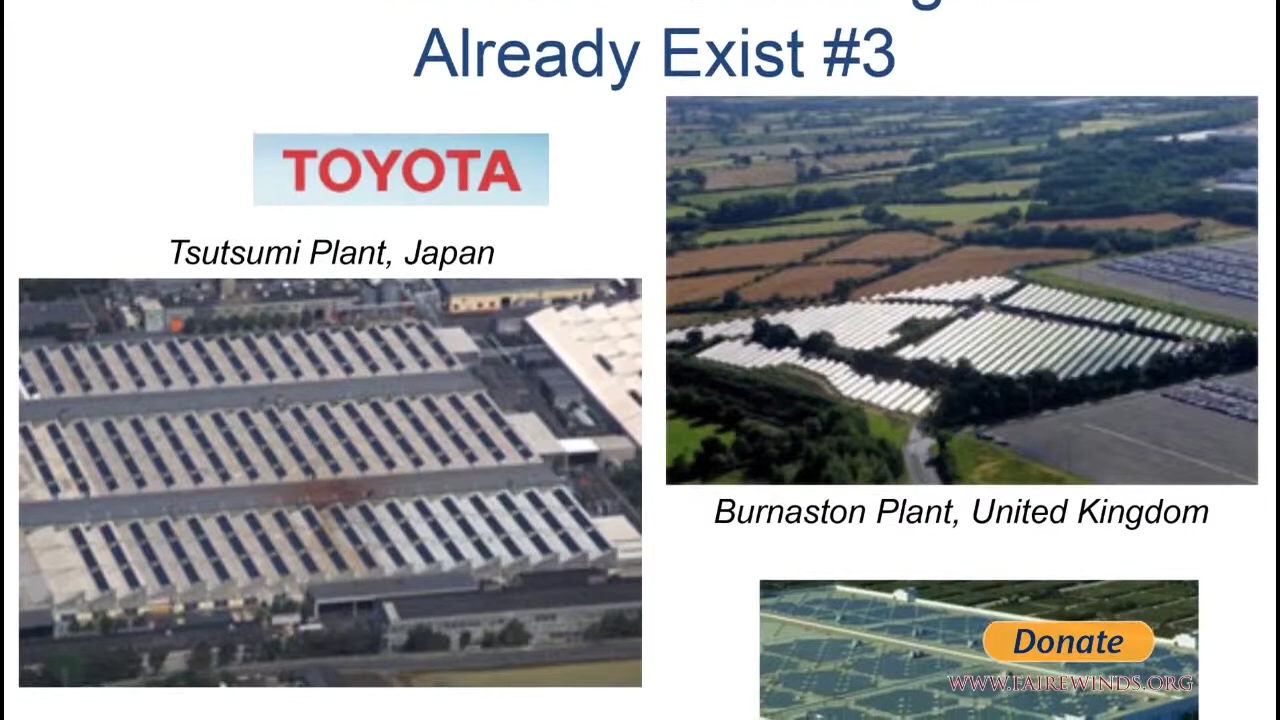 Already Exist #3
TOYOTA
Tsutsumi Plant, Japan
Burnaston Plant, United Kingdom
Donate
WWW.FAIREWINDS.ORG